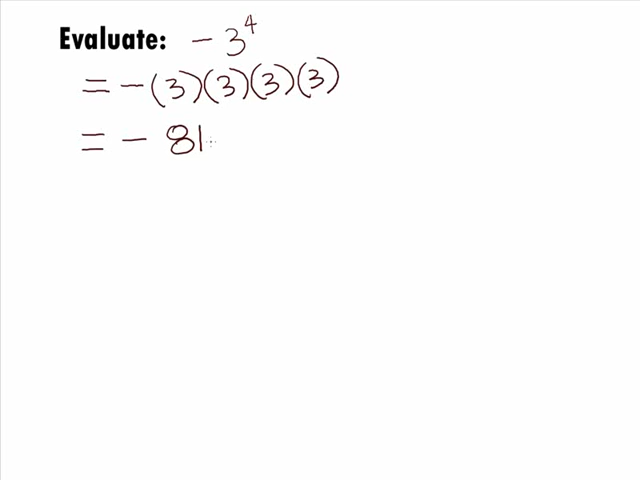 Evaluate: -3⁴
= -(3)(3)(3)(3)
= - 81